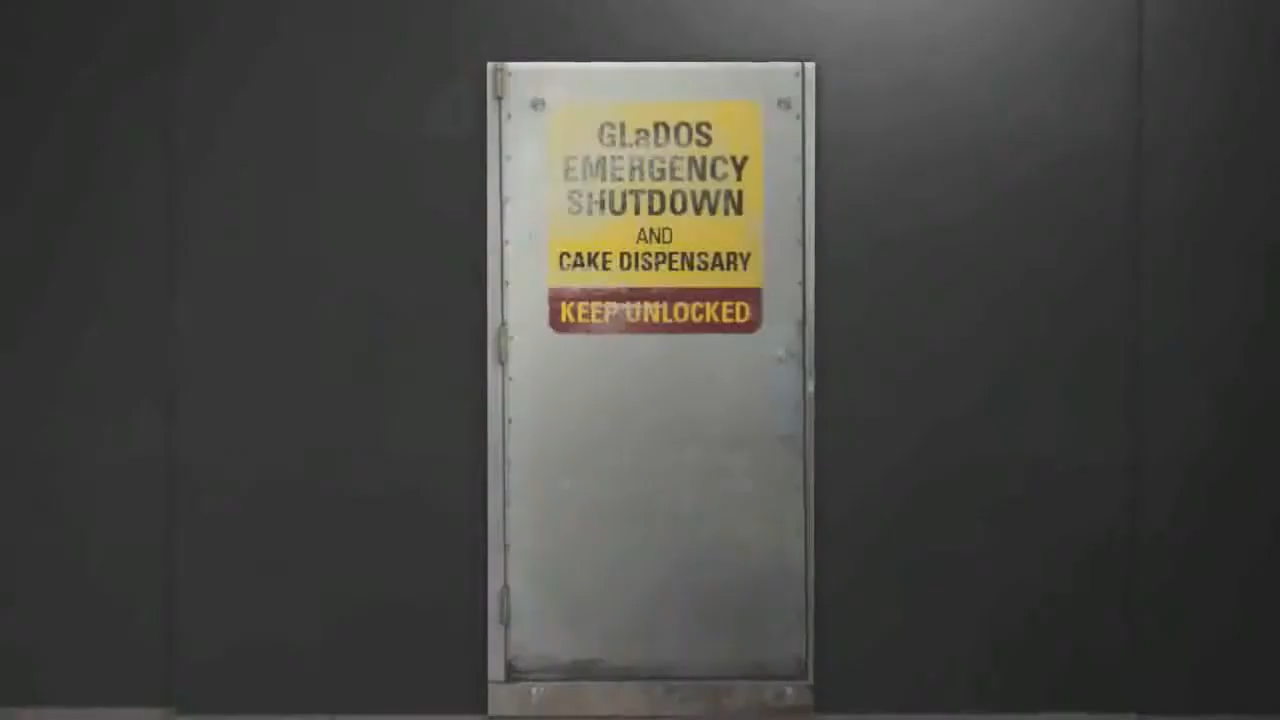 GLaDOS
EMERGENCY
SHUTDOWN
AND
CAKE DISPENSARY
KEEP UNLOCKED